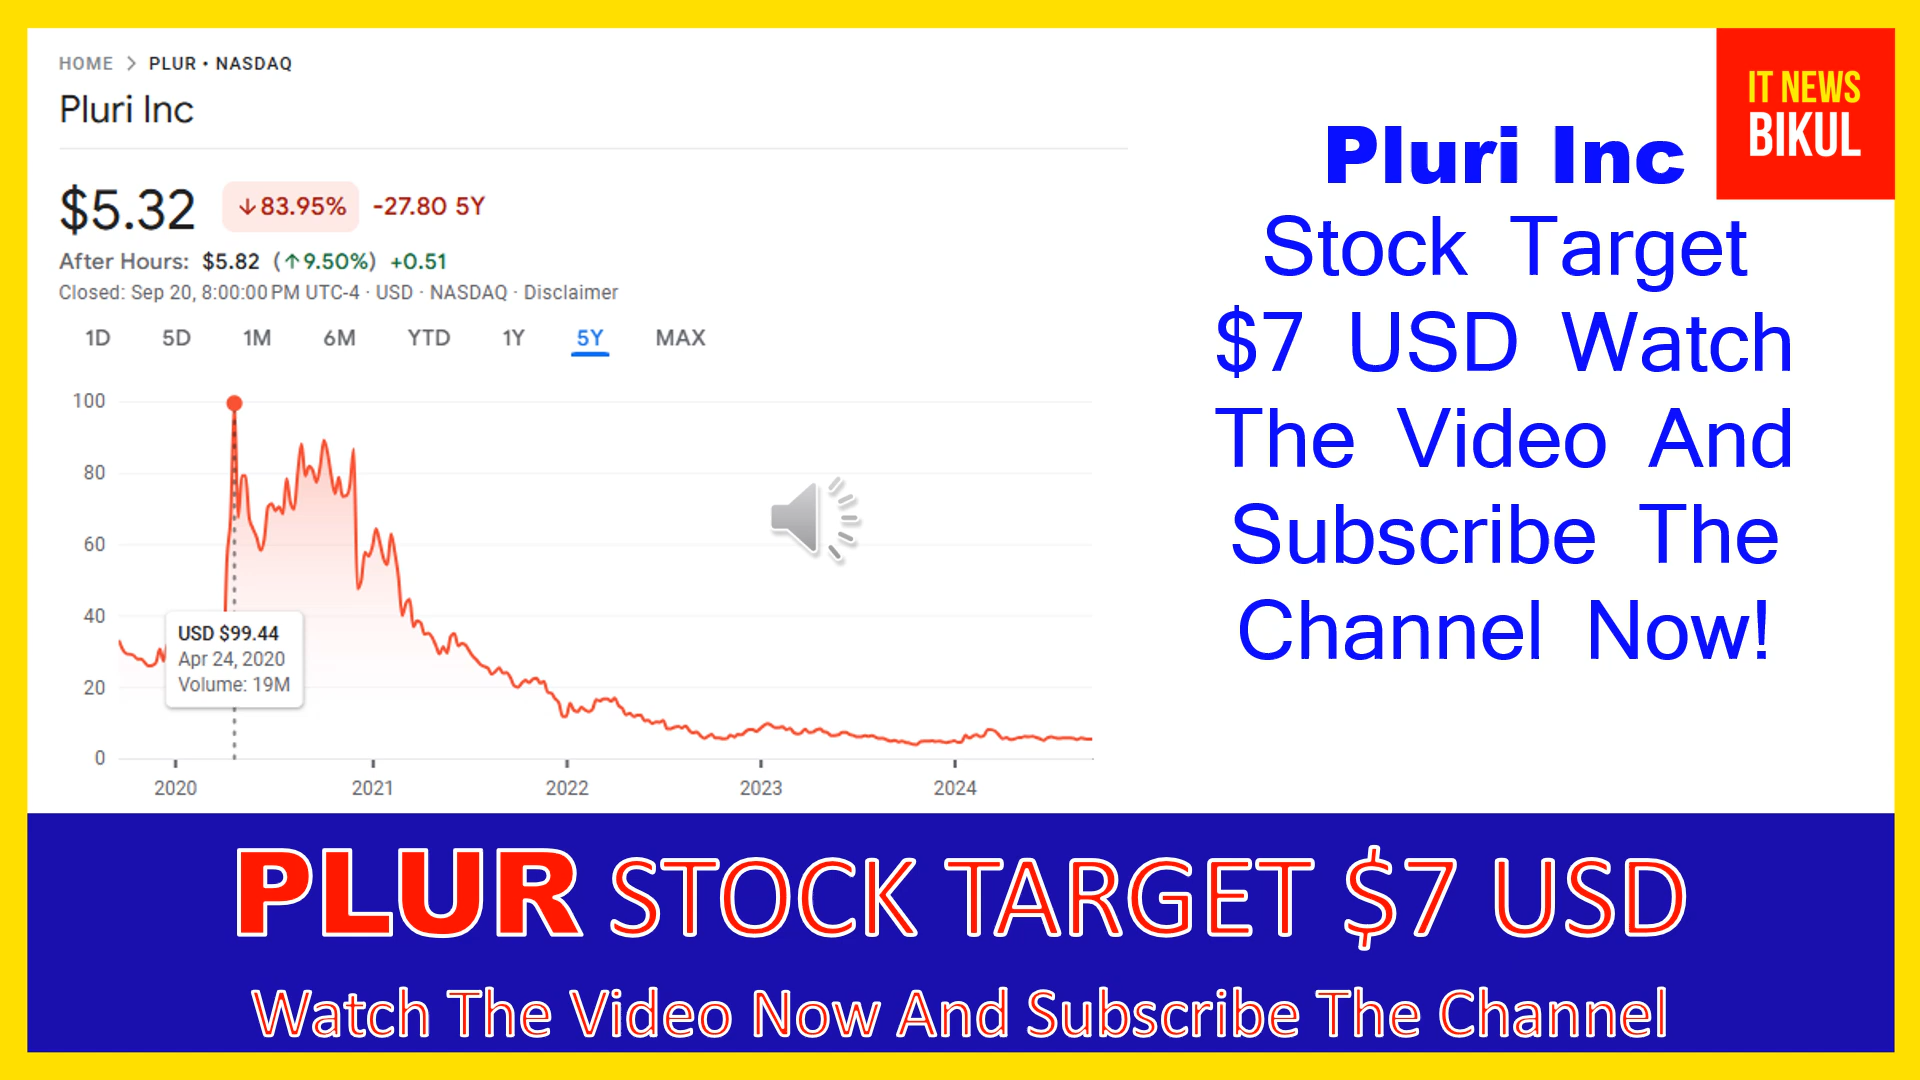 HOME > PLUR • NASDAQ
Pluri Inc
$5.32 ↓83.95% -27.80 5Y
After Hours: $5.82 (↑9.50%) +0.51
Closed: Sep 20, 8:00:00 PM UTC-4 · USD · NASDAQ · Disclaimer
1D 5D 1M 6M YTD 1Y 5Y MAX
100
80
60
40
20
0
USD $99.44
Apr 24, 2020
Volume: 19M
2020 2021 2022 2023 2024
IT NEWS
BIKUL
Pluri Inc
Stock Target
$7 USD Watch
The Video And
Subscribe The
Channel Now!
PLUR STOCK TARGET $7 USD
Watch The Video Now And Subscribe The Channel